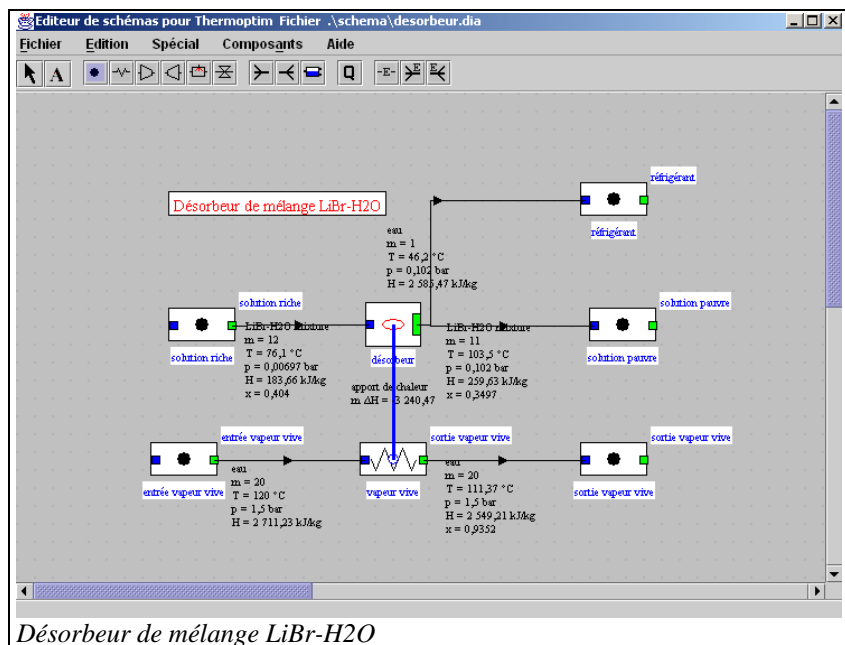 Editeur de schémas pour Thermoptim Fichier .\schema\desorbeur.dia
Fichier Edition Spécial Composants Aide
A Q -E- E E
réfrigérant
Désorbeur de mélange LiBr-H2O
réfrigérant
eau
m = 1
T = 46,2 °C
p = 0,102 bar
H = 2 585,47 kJ/kg
solution riche
solution pauvre
solution riche
LiBr-H2O mixture
m = 12
T = 76,1 °C
p = 0,00697 bar
H = 183,66 kJ/kg
x = 0,404
désorbeur
LiBr-H2O mixture
m = 11
T = 103,5 °C
p = 0,102 bar
H = 259,63 kJ/kg
x = 0,3497
solution pauvre
apport de chaleur
m ΔH = 3 240,47
entrée vapeur vive
sortie vapeur vive
sortie vapeur vive
entrée vapeur vive
eau
m = 20
T = 120 °C
p = 1,5 bar
H = 2 711,23 kJ/kg
vapeur vive
eau
m = 20
T = 111,37 °C
p = 1,5 bar
H = 2 549,21 kJ/kg
x = 0,9352
sortie vapeur vive
Désorbeur de mélange LiBr-H2O